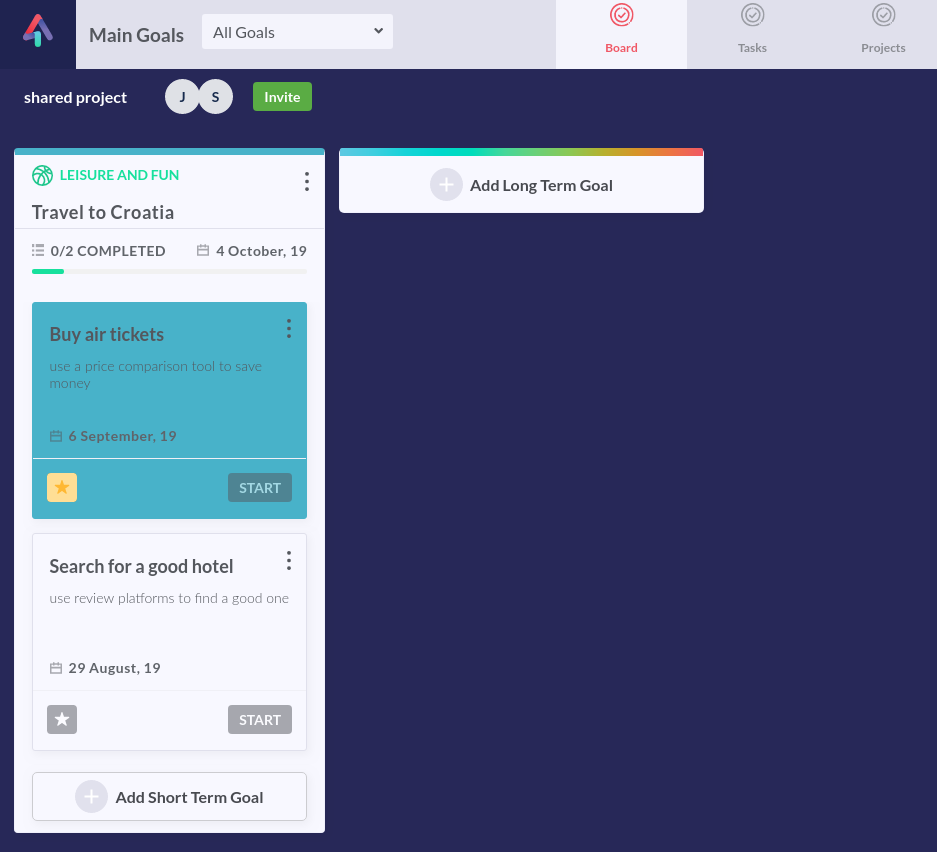 Main Goals
All Goals
Board
Tasks
Projects
shared project
J
S
Invite
LEISURE AND FUN
Travel to Croatia
0/2 COMPLETED
4 October, 19
Buy air tickets
use a price comparison tool to save
money
6 September, 19
START
Search for a good hotel
use review platforms to find a good one
29 August, 19
START
Add Short Term Goal
Add Long Term Goal